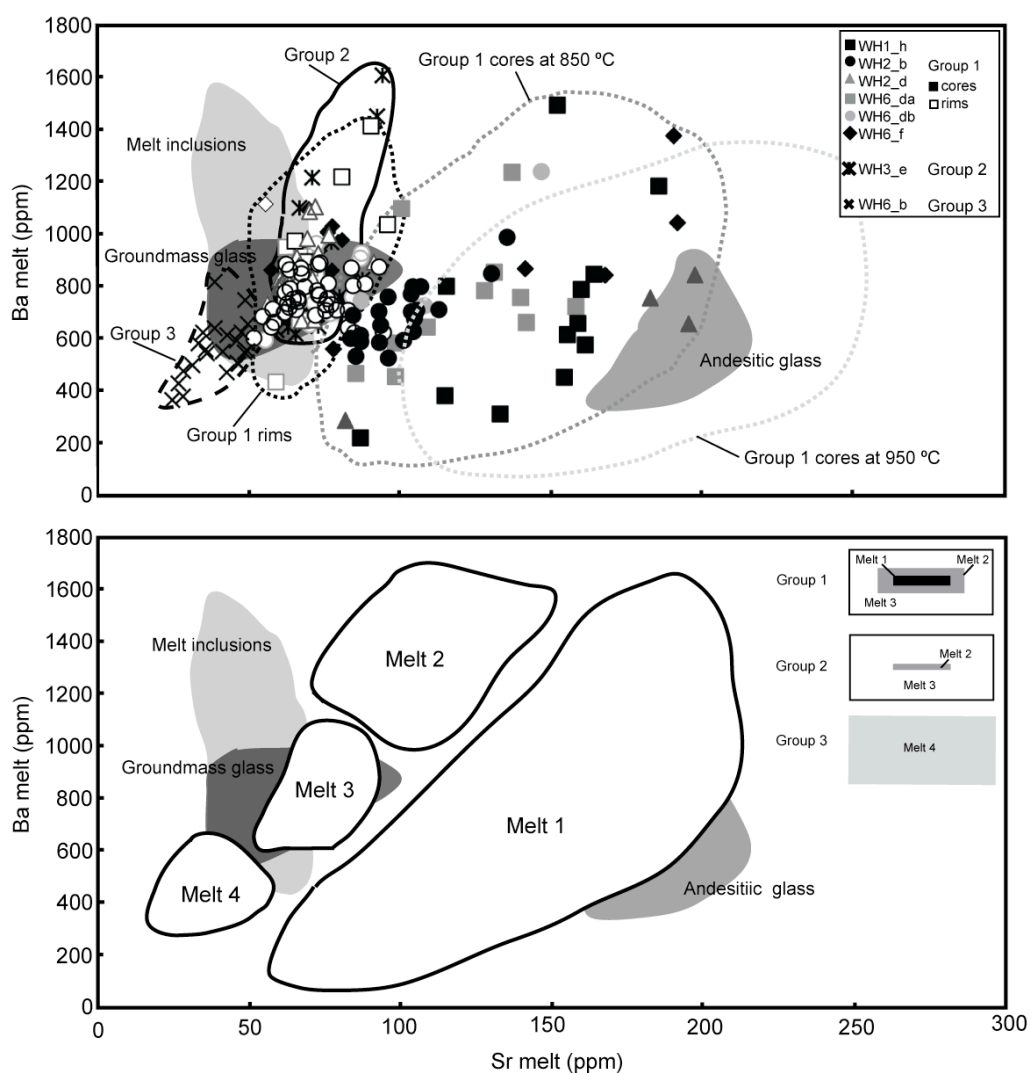 1800
1600
1400
1200
1000
800
600
400
200
0
Ba melt (ppm)
Group 2
Group 1 cores at 850 ºC
Melt inclusions
Groundmass glass
Group 3
Group 1 rims
Andesitic glass
Group 1 cores at 950 ºC
WH1_h
WH2_b
WH2_d
WH6_da
WH6_db
WH6_f
WH3_e
WH6_b
Group 1
cores
rims
Group 2
Group 3
1800
1600
1400
1200
1000
800
600
400
200
0
Ba melt (ppm)
Melt inclusions
Groundmass glass
Melt 2
Melt 3
Melt 1
Melt 4
Andesitiic glass
Group 1
Melt 1
Melt 2
Melt 3
Group 2
Melt 2
Melt 3
Group 3
Melt 4
0 50 100 150 200 250 300
Sr melt (ppm)